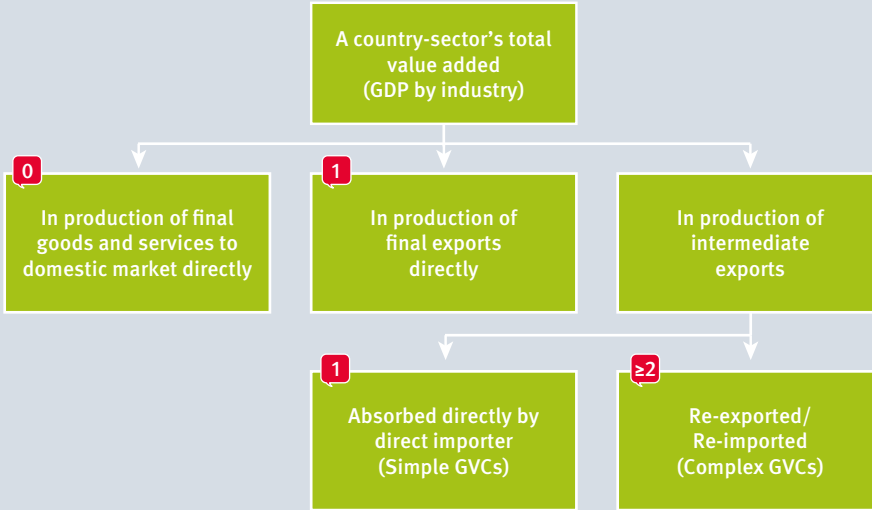 A country-sector's total
value added
(GDP by industry)
0
In production of final
goods and services to
domestic market directly
1
In production of
final exports
directly
In production of
intermediate
exports
1
Absorbed directly by
direct importer
(Simple GVCs)
≥2
Re-exported/
Re-imported
(Complex GVCs)